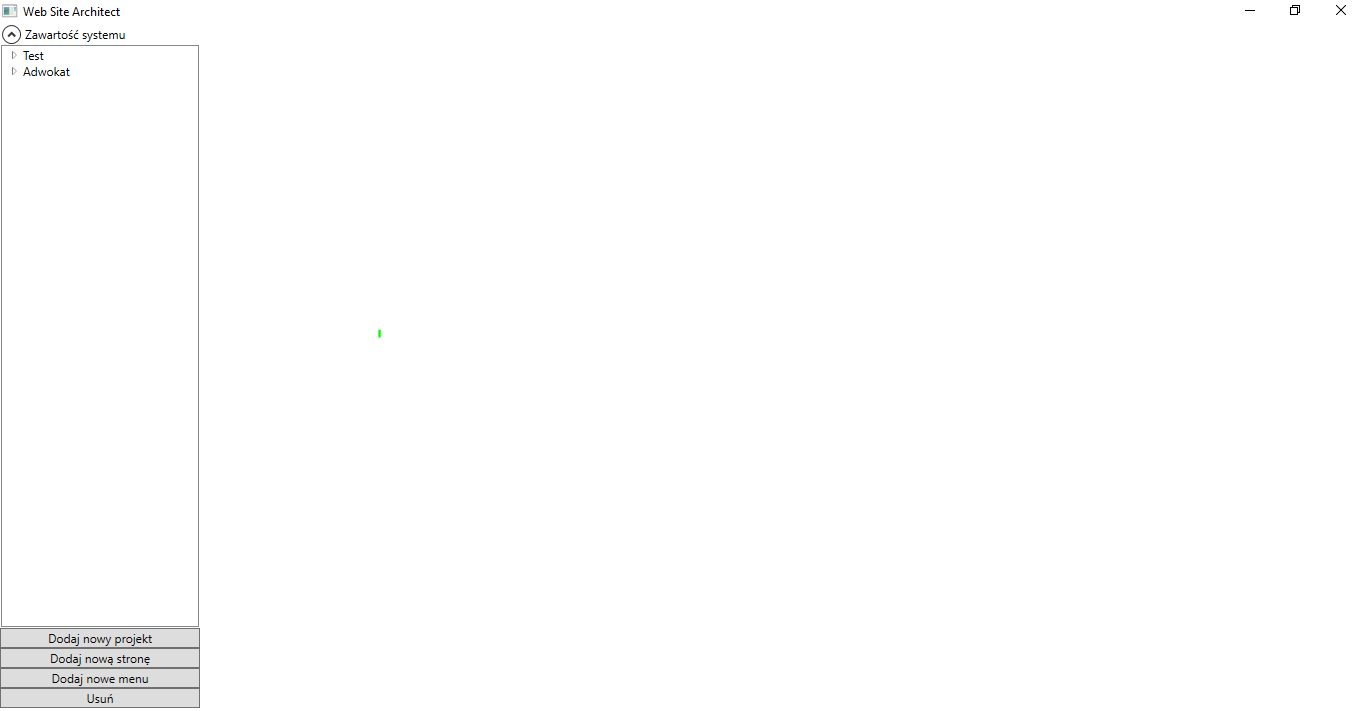 Web Site Architect
Zawartość systemu
Test
Adwokat
Dodaj nowy projekt
Dodaj nową stronę
Dodaj nowe menu
Usuń